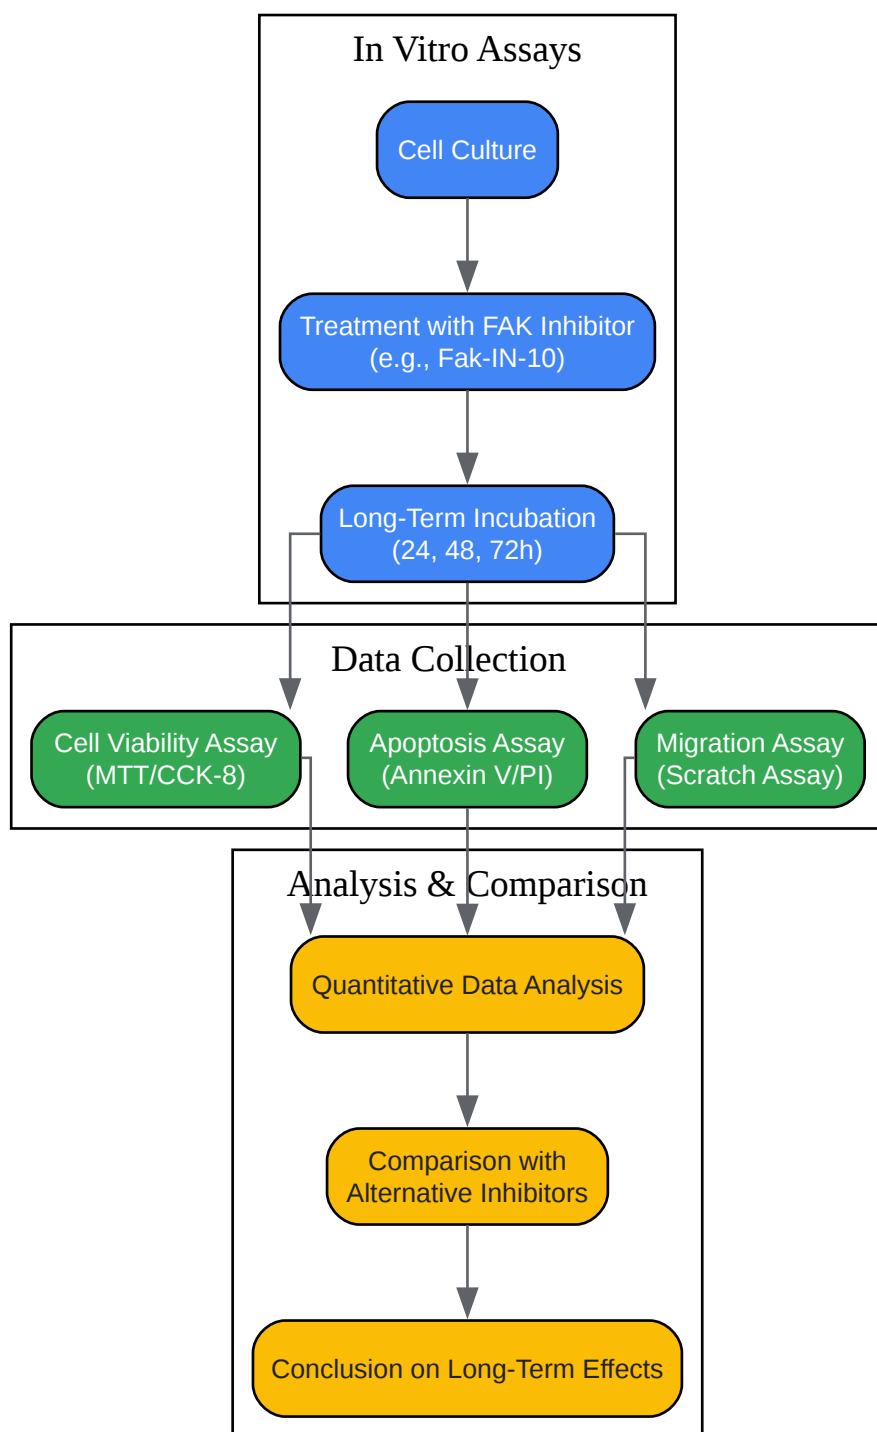 In Vitro Assays
Cell Culture
Treatment with FAK Inhibitor
(e.g., Fak-IN-10)
Long-Term Incubation
(24, 48, 72h)
Data Collection
Cell Viability Assay
(MTT/CCK-8)
Apoptosis Assay
(Annexin V/PI)
Migration Assay
(Scratch Assay)
Analysis & Comparison
Quantitative Data Analysis
Comparison with
Alternative Inhibitors
Conclusion on Long-Term Effects